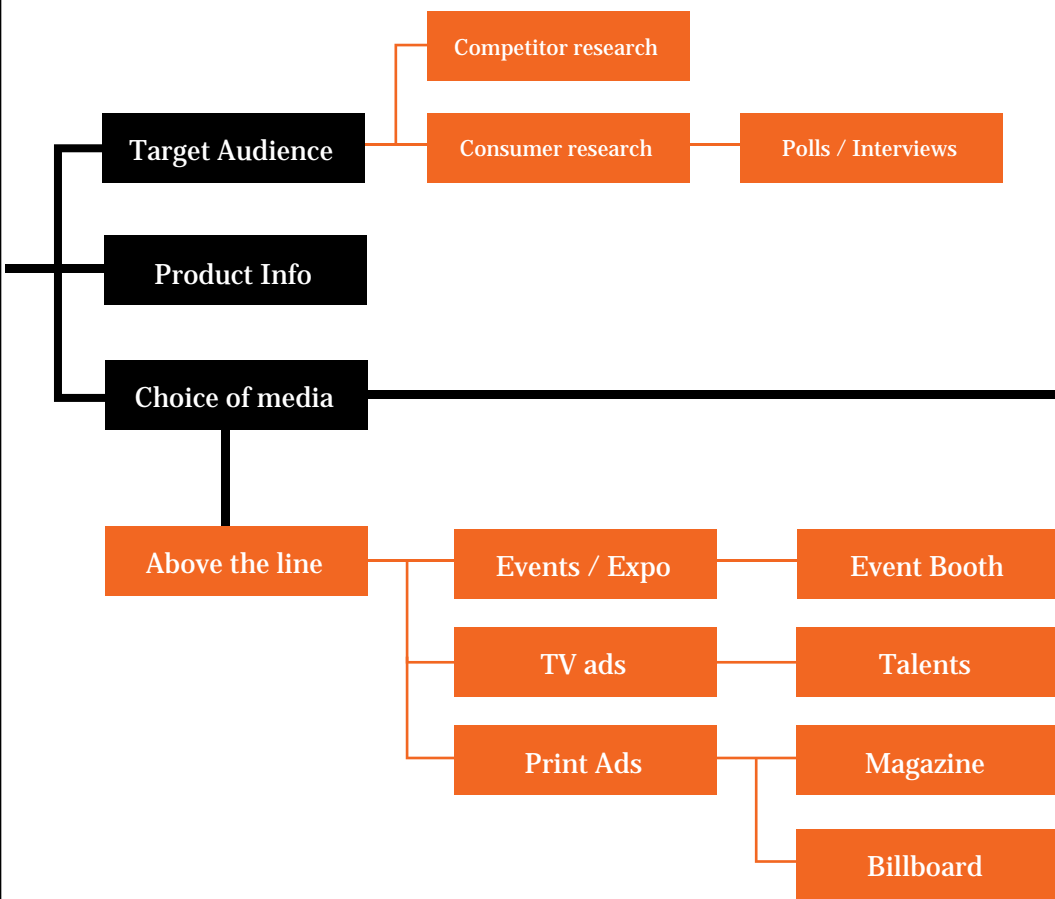 Competitor research
Target Audience
Consumer research
Polls / Interviews
Product Info
Choice of media
Above the line
Events / Expo
Event Booth
TV ads
Talents
Print Ads
Magazine
Billboard